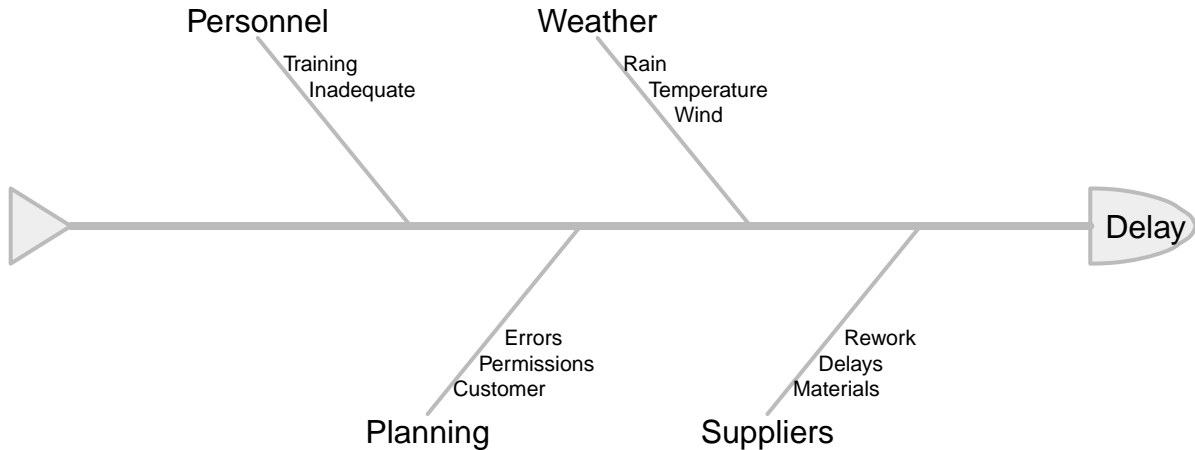 Personnel
Training
Inadequate
Weather
Rain
Temperature
Wind
Delay
Errors
Permissions
Customer
Planning
Rework
Delays
Materials
Suppliers